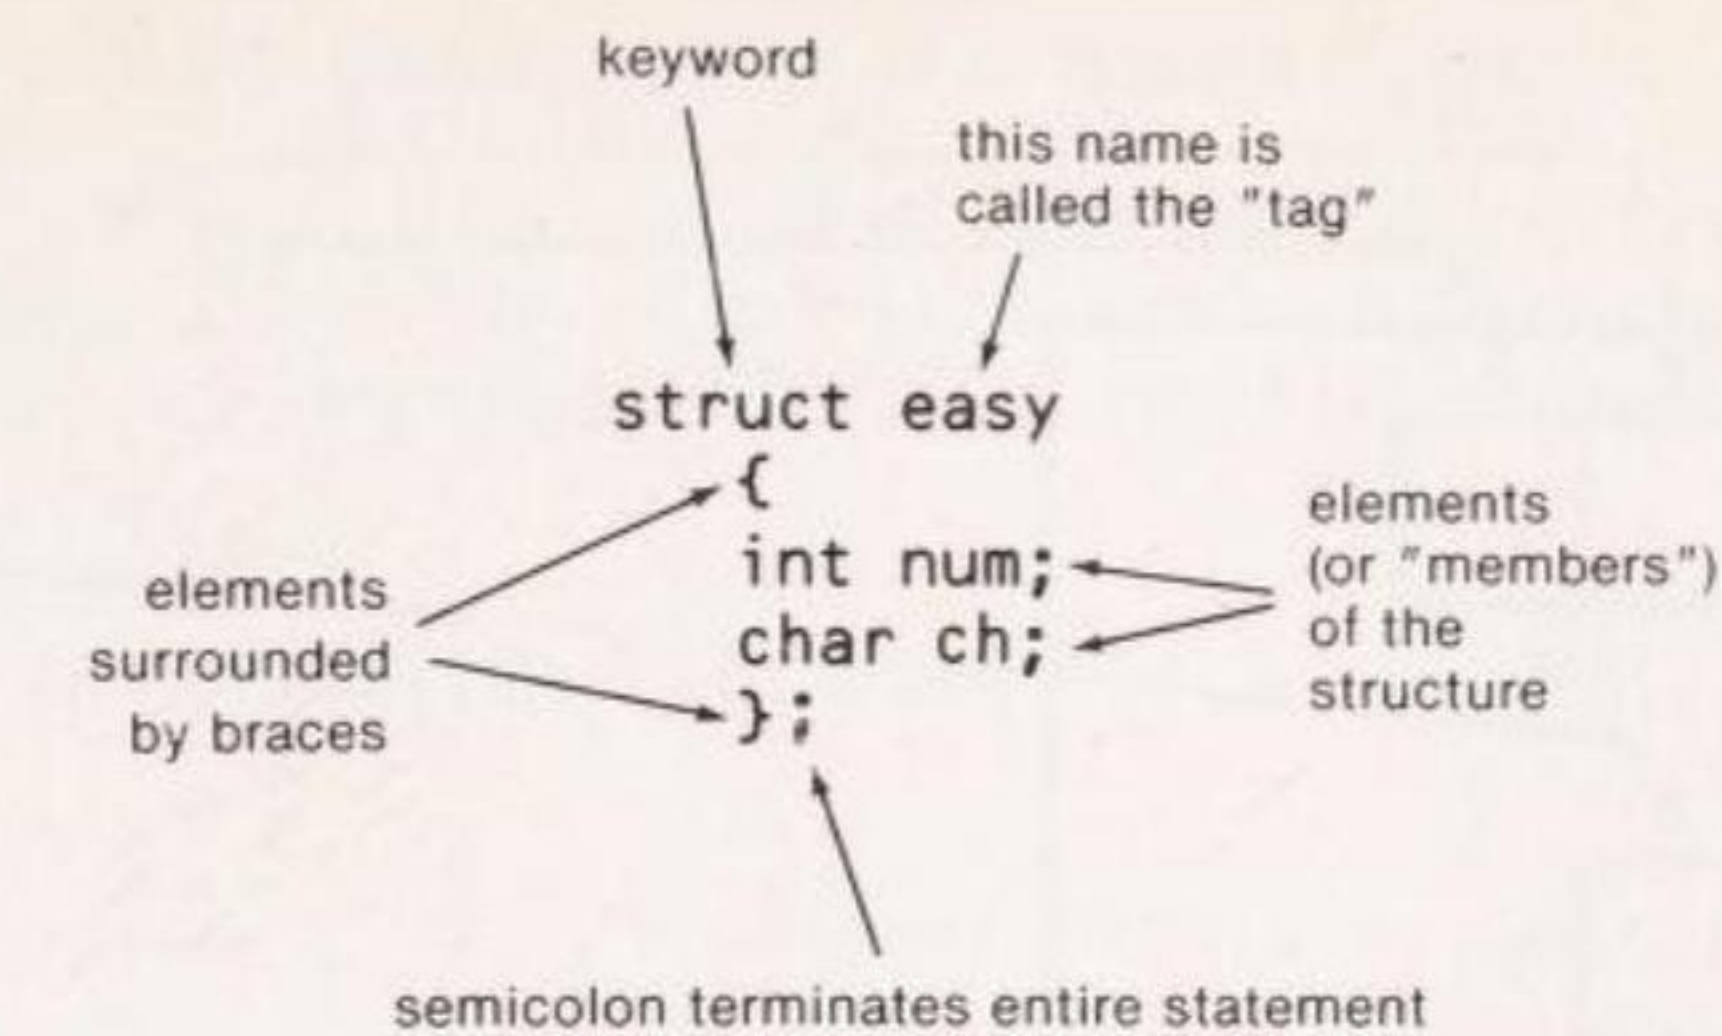 keyword
this name is
called the "tag"
struct easy
{
int num;
char ch;
};
elements
surrounded
by braces
elements
(or "members")
of the
structure
semicolon terminates entire statement